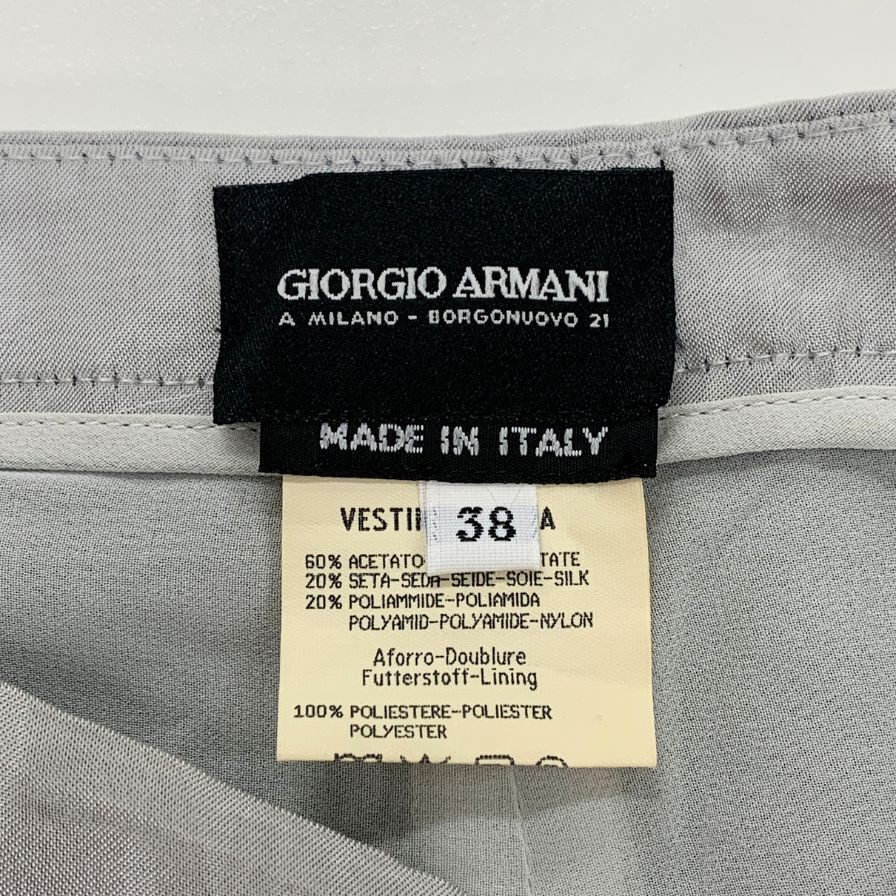 GIORGIO ARMANI
A MILANO - BORGONUOVO 21
MADE IN ITALY
38
60% ACETATO
20% SETA-SEDA-SEIDE-SOIE-SILK
20% POLIAMMIDE-POLIAMIDA
POLYAMID-POLYAMIDE-NYLON
Aforro-Doublure
Futterstoff-Lining
100% POLIESTERE-POLIESTER
POLYESTER